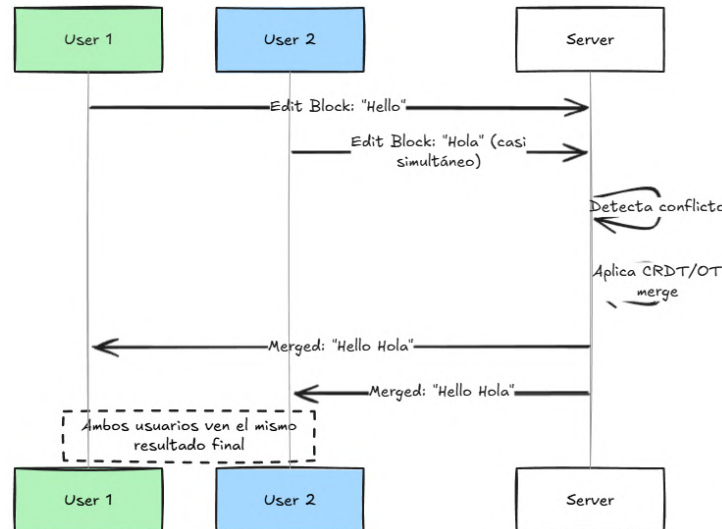 User 1
User 2
Server
Edit Block: "Hello"
Edit Block: "Hola" (casi
simultáneo)
Detecta conflicto
Aplica CRDT/OT
merge
Merged: "Hello Hola"
Merged: "Hello Hola"
Ambos usuarios ven el mismo
resultado final
User 1
User 2
Server